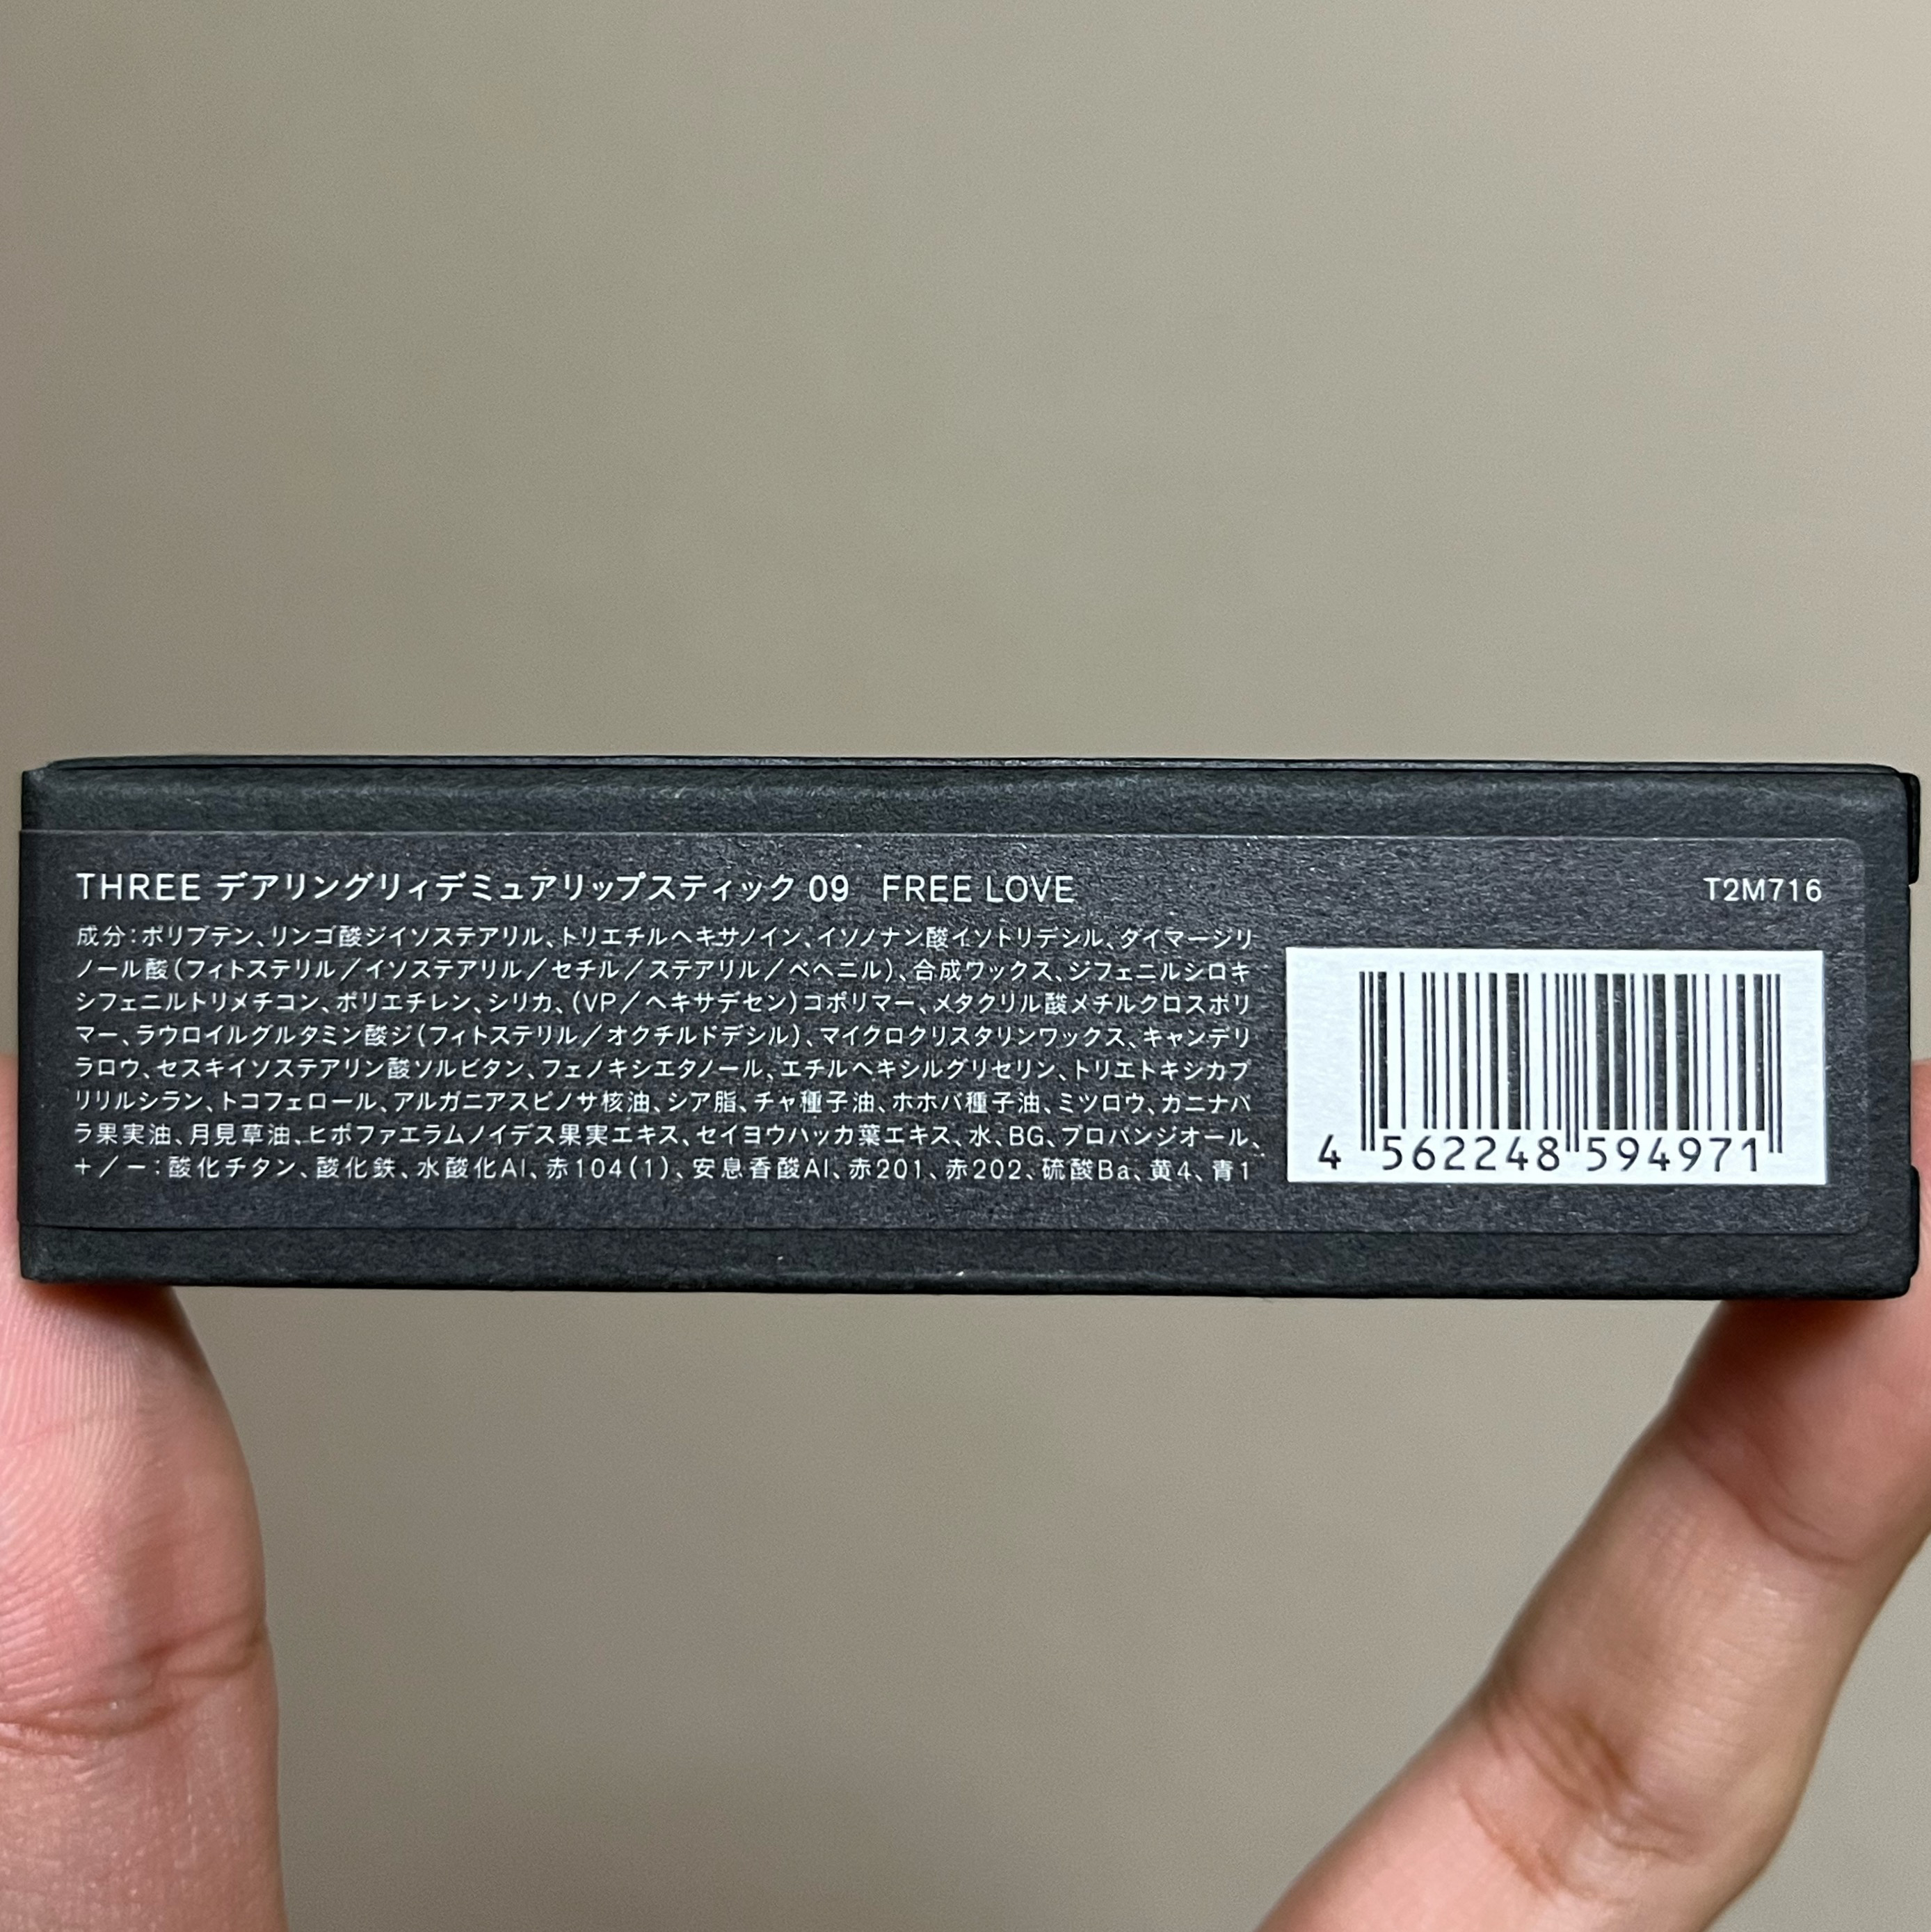 THREE デアリングリィデミュアリップスティック 09 FREE LOVE
T2M716
成分：ポリブテン、リンゴ酸ジイソステアリル、トリエチルヘキサノイン、イソノナン酸イソトリデシル、ダイマージリ
ノール酸（フィトステリル／イソステアリル／セチル／ステアリル／ベヘニル）、合成ワックス、ジフェニルシロキ
シフェニルトリメチコン、ポリエチレン、シリカ、（VP／ヘキサデセン）コポリマー、メタクリル酸メチルクロスポリ
マー、ラウロイルグルタミン酸ジ（フィトステリル／オクチルドデシル）、マイクロクリスタリンワックス、キャンデリ
ラロウ、セスキイソステアリン酸ソルビタン、フェノキシエタノール、エチルヘキシルグリセリン、トリエトキシカプ
リリルシラン、トコフェロール、アルガニアスピノサ核油、シア脂、チャ種子油、ホホバ種子油、ミツロウ、カニナバ
ラ果実油、月見草油、ヒポファエラムノイデス果実エキス、セイヨウハッカ葉エキス、水、BG、プロパンジオール、
＋／－：酸化チタン、酸化鉄、水酸化Al、赤104(1)、安息香酸Al、赤201、赤202、硫酸Ba、黄4、青1
4 562248 594971